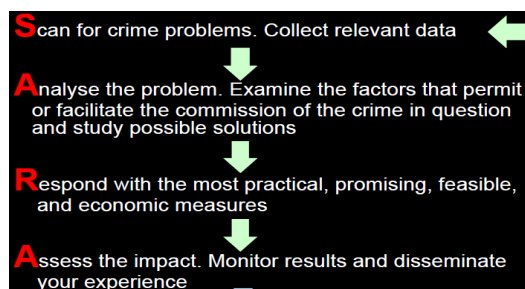 Scan for crime problems. Collect relevant data
Analyse the problem. Examine the factors that permit
or facilitate the commission of the crime in question
and study possible solutions
Respond with the most practical, promising, feasible,
and economic measures
Assess the impact. Monitor results and disseminate
your experience